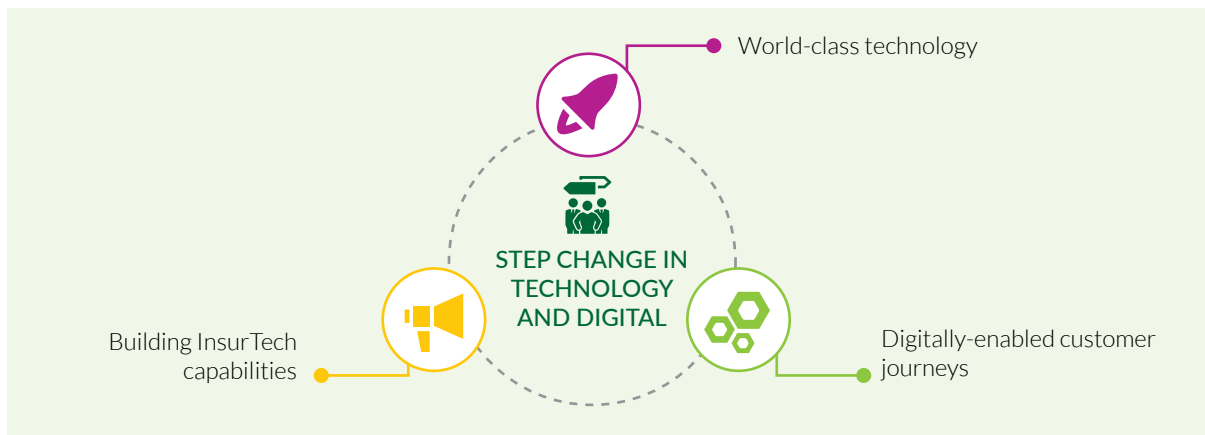 World-class technology
STEP CHANGE IN
TECHNOLOGY
AND DIGITAL
Building InsurTech
capabilities
Digitally-enabled customer
journeys